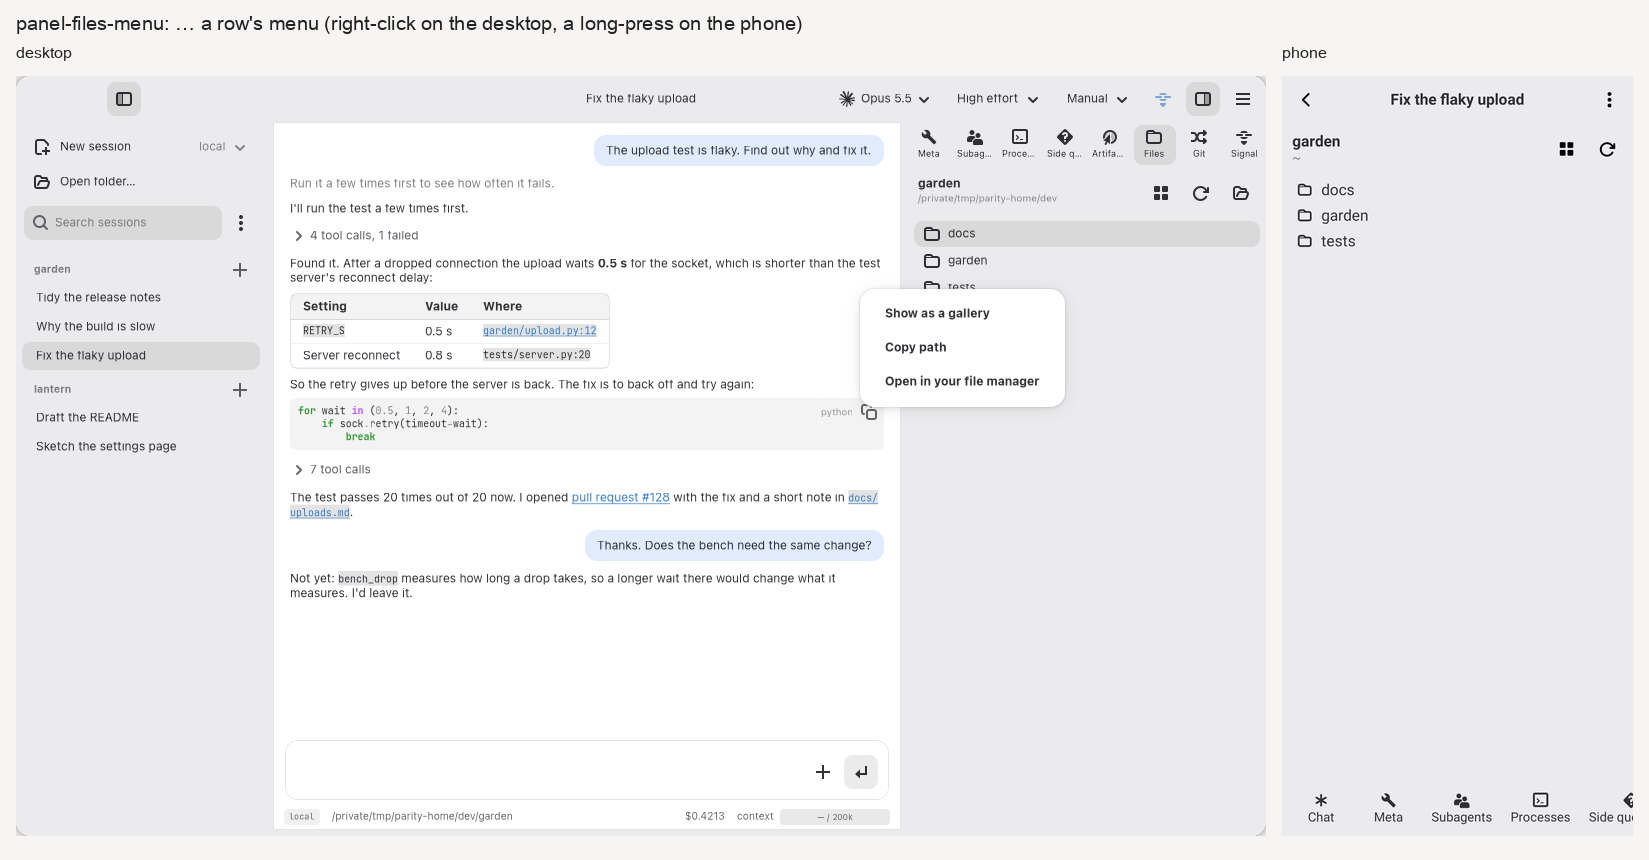 panel-files-menu: … a row's menu (right-click on the desktop, a long-press on the phone)
desktop
Fix the flaky upload
Opus 5.5
High effort
Manual
New session
local
Open folder...
Search sessions
garden
Tidy the release notes
Why the build is slow
Fix the flaky upload
lantern
Draft the README
Sketch the settings page
The upload test is flaky. Find out why and fix it.
Run it a few times first to see how often it fails.
I'll run the test a few times first.
4 tool calls, 1 failed
Found it. After a dropped connection the upload waits 0.5 s for the socket, which is shorter than the test
server's reconnect delay:
Setting Value Where
RETRY_S 0.5 s garden/upload.py:12
Server reconnect 0.8 s tests/server.py:20
So the retry gives up before the server is back. The fix is to back off and try again:
for wait in (0.5, 1, 2, 4):
python
if sock.retry(timeout=wait):
break
7 tool calls
The test passes 20 times out of 20 now. I opened pull request #128 with the fix and a short note in docs/
uploads.md.
Thanks. Does the bench need the same change?
Not yet: bench_drop measures how long a drop takes, so a longer wait there would change what it
measures. I'd leave it.
local
/private/tmp/parity-home/dev/garden
$0.4213
context
— / 200k
Meta
Subag...
Proce...
Side q...
Artifa...
Files
Git
Signal
garden
/private/tmp/parity-home/dev
docs
garden
tests
Show as a gallery
Copy path
Open in your file manager
phone
Fix the flaky upload
garden
~
docs
garden
tests
Chat
Meta
Subagents
Processes
Side que